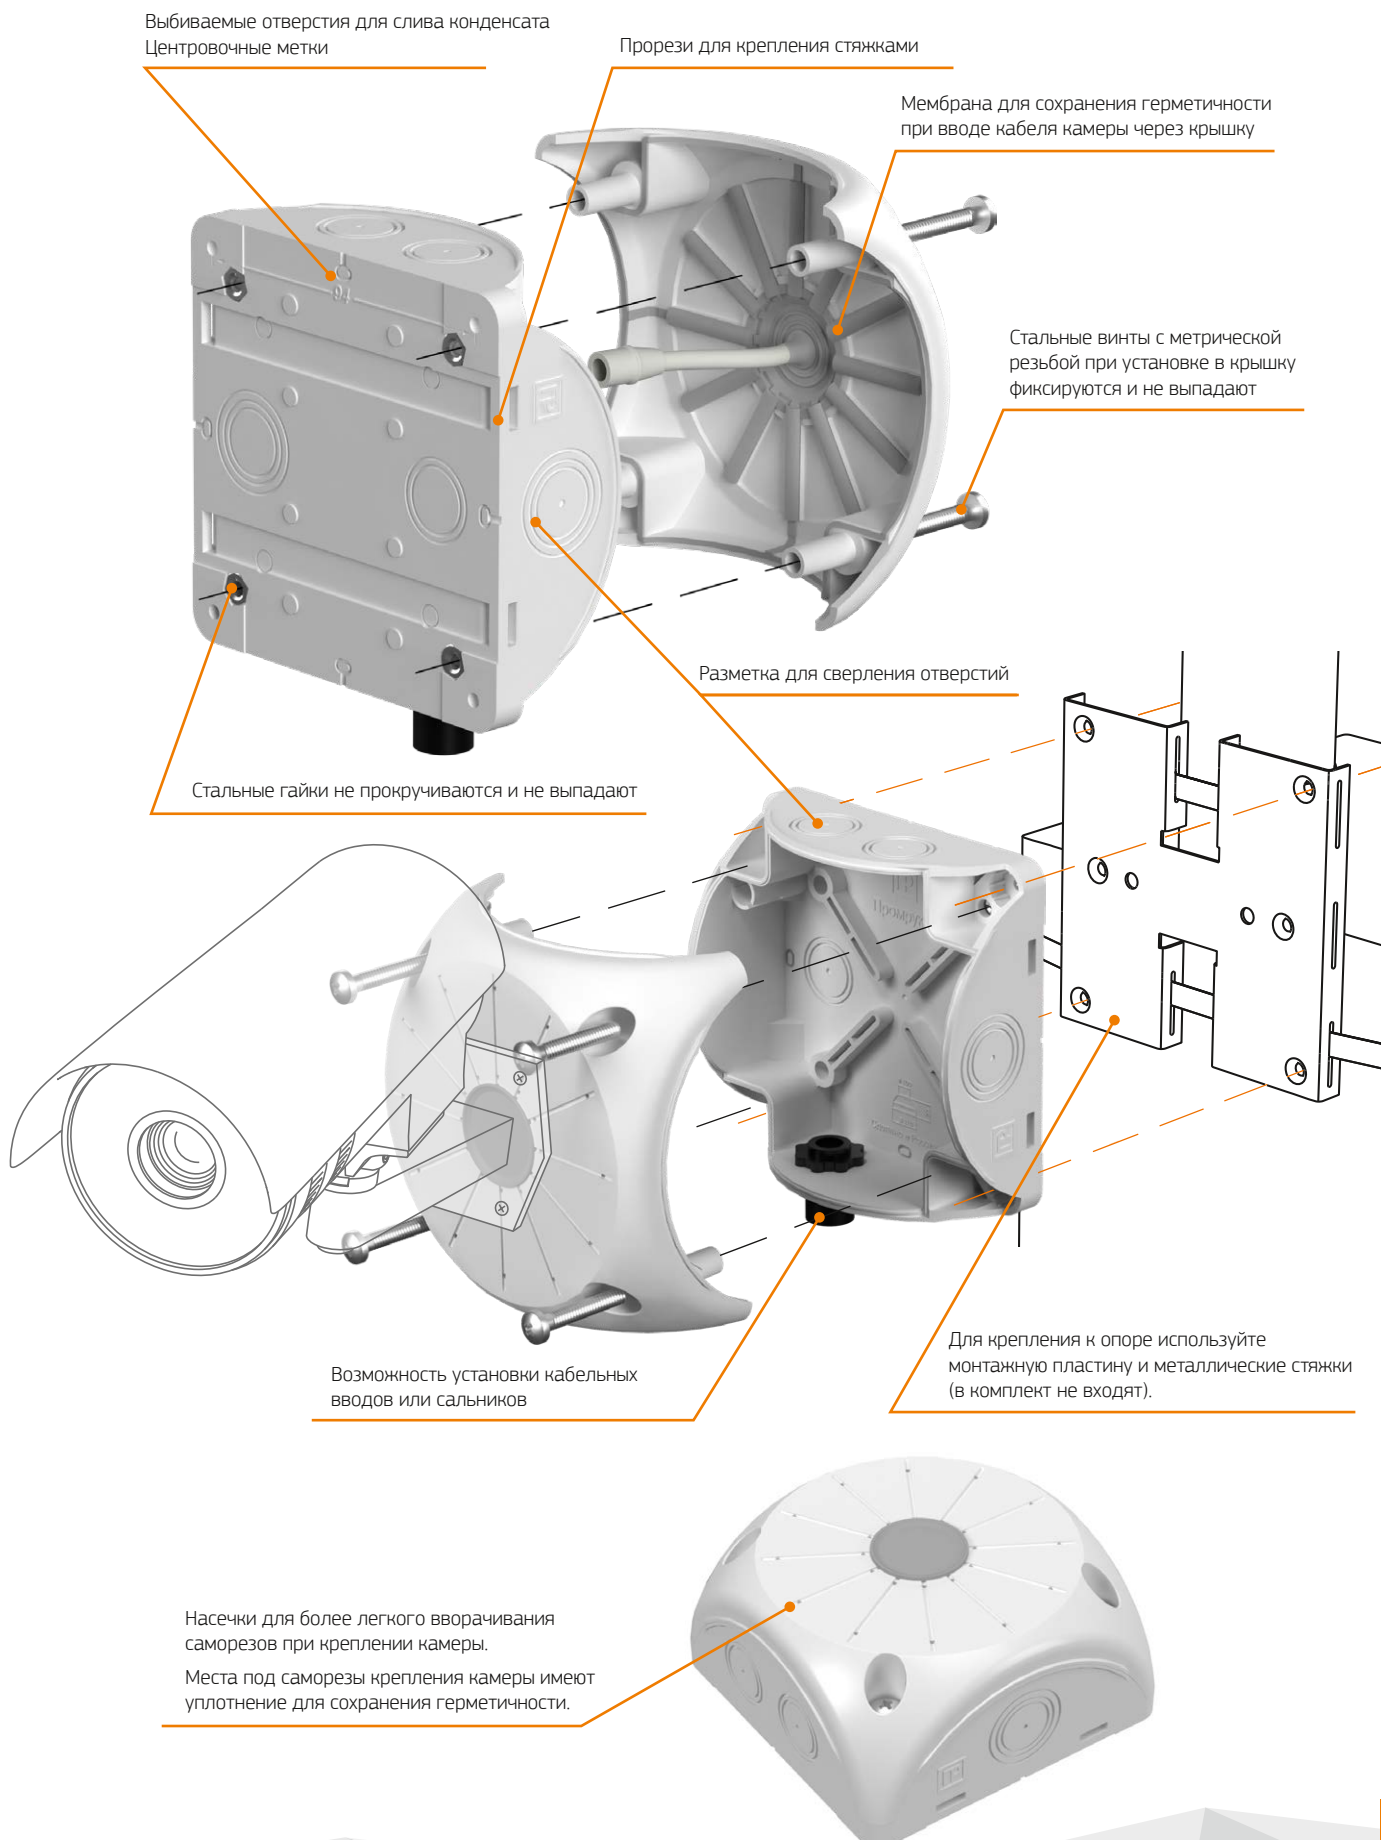 Выбиваемые отверстия для слива конденсата
Центровочные метки
Прорези для крепления стяжками
Мембрана для сохранения герметичности
при вводе кабеля камеры через крышку
Стальные винты с метрической
резьбой при установке в крышку
фиксируются и не выпадают
Разметка для сверления отверстий
Стальные гайки не прокручиваются и не выпадают
Для крепления к опоре используйте
монтажную пластину и металлические стяжки
(в комплект не входят).
Возможность установки кабельных
вводов или сальников
Насечки для более легкого вворачивания
саморезов при креплении камеры.
Места под саморезы крепления камеры имеют
уплотнение для сохранения герметичности.